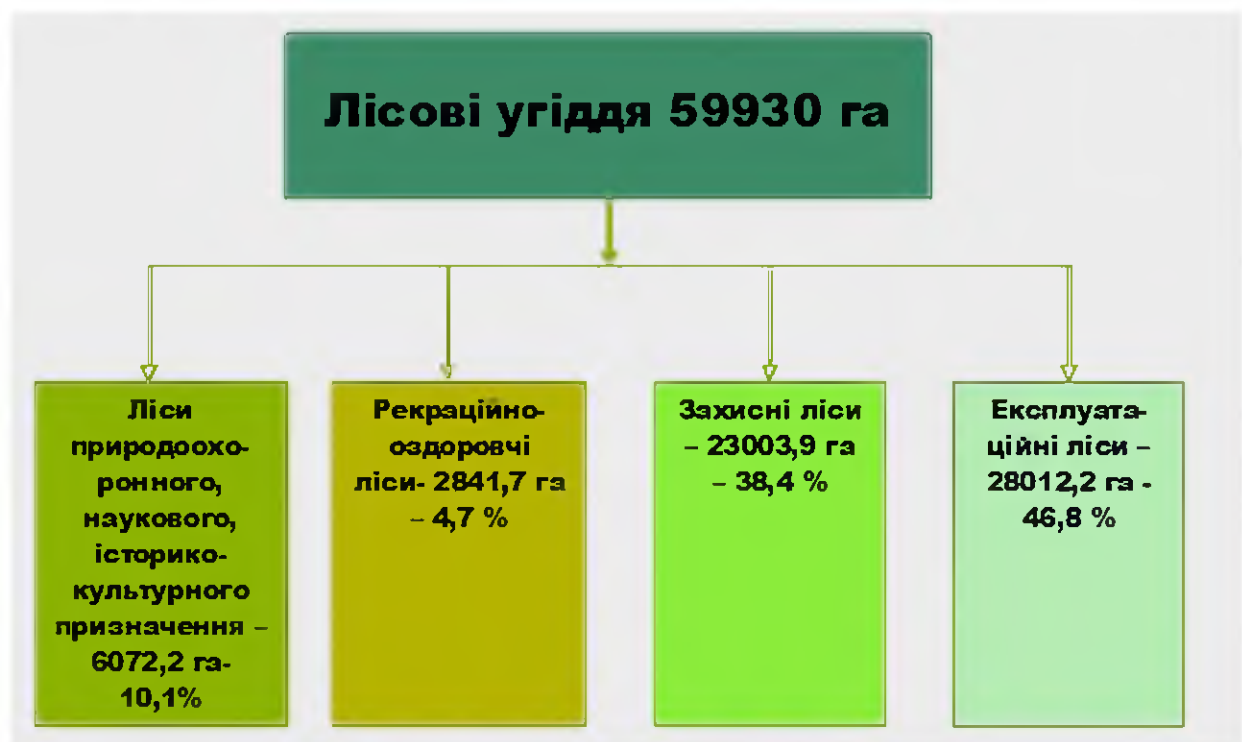 Лісові угіддя 59930 га
Ліси
природоохо-
ронного,
наукового,
історико-
культурного
призначення –
6072,2 га-
10,1%
Рекраційно-
оздоровчі
ліси- 2841,7 га
– 4,7 %
Захисні ліси
– 23003,9 га
– 38,4 %
Експлуата-
ційні ліси –
28012,2 га -
46,8 %